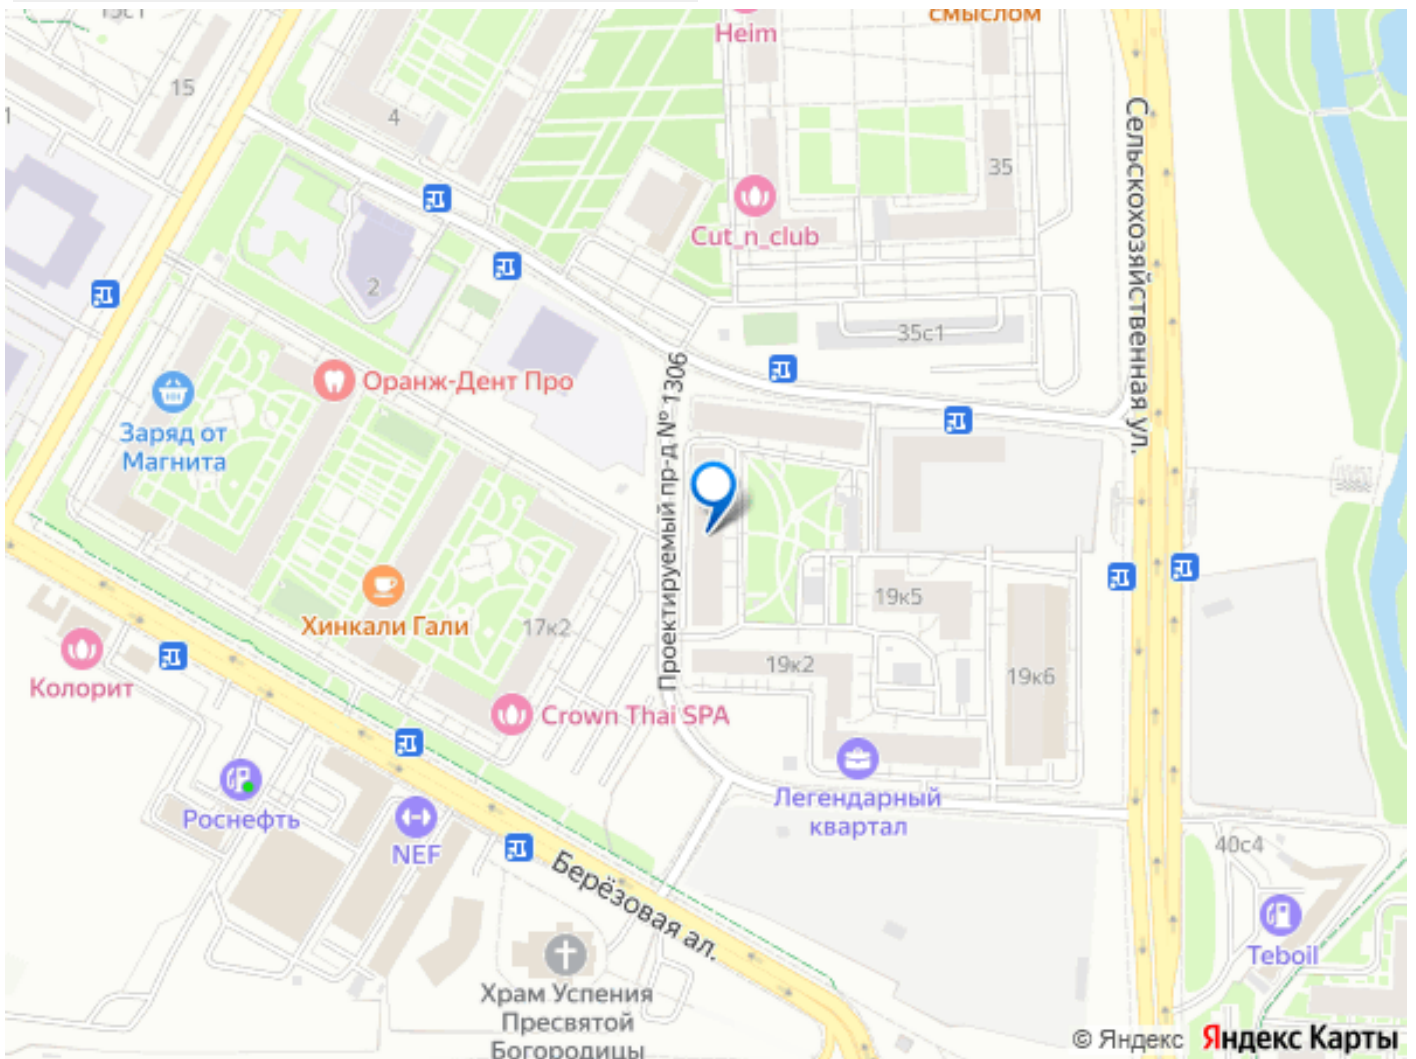 Heim
смыслом
15
4
Сельскохозяйственная ул.
35
Cut_n_club
2
35с1
Проектируемый пр-д № 1306
Оранж-Дент Про
Заряд от
Магнита
19к5
Хинкали Гали
17к2
19к2
19к6
Колорит
Crown Thai SPA
Легендарный
квартал
Роснефть
NEF
40с4
Берёзовая ал.
Teboil
Храм Успения
Пресвятой
Богородицы
© Яндекс Яндекс Карты